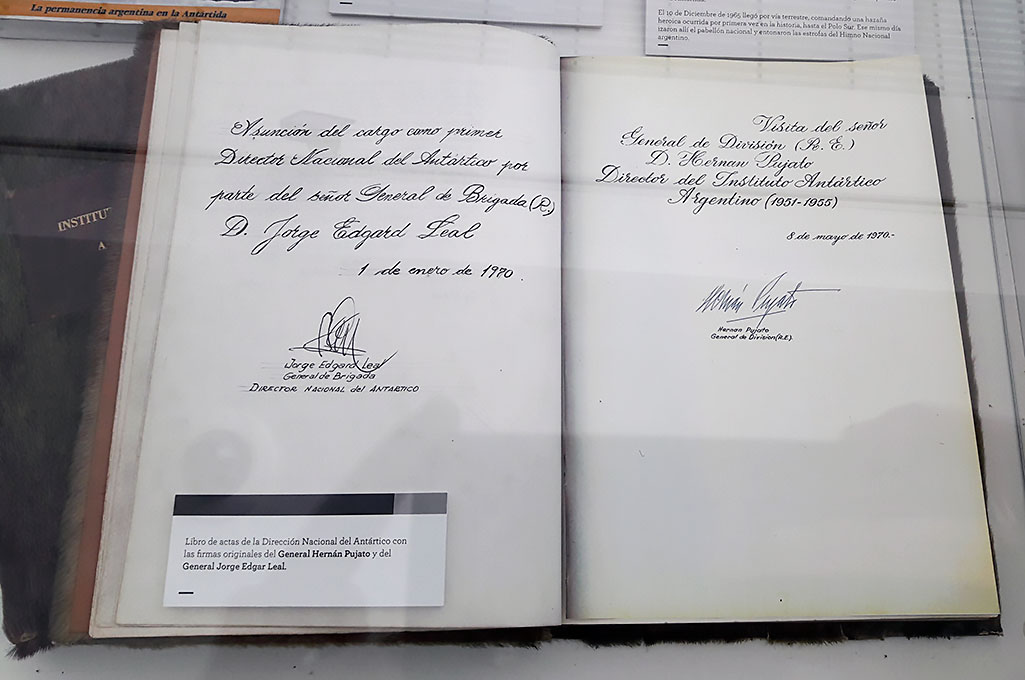 La permanencia argentina en la Antártida
El 10 de Diciembre de 1965 llegó por vía terrestre, comandando una hazaña
heroica ocurrida por primera vez en la historia, hasta el Polo Sur. Ese mismo día
izaron allí el pabellón nacional y entonaron las estrofas del Himno Nacional
argentino.
INSTITU
A
Asunción del cargo como primer
Director Nacional del Antártico por
parte del señor General de Brigada (R.)
D. Jorge Edgard Leal
1 de enero de 1970.
Jorge Edgard Leal
General de Brigada
DIRECTOR NACIONAL del ANTARTICO
Libro de actas de la Dirección Nacional del Antártico con
las firmas originales del General Hernán Pujato y del
General Jorge Edgar Leal.
Visita del señor
General de División (R.E.)
D. Hernan Pujato
Director del Instituto Antártico
Argentino (1951-1955)
8 de mayo de 1970.-
Hernán Pujato
Hernan Pujato
General de Division (R.E).